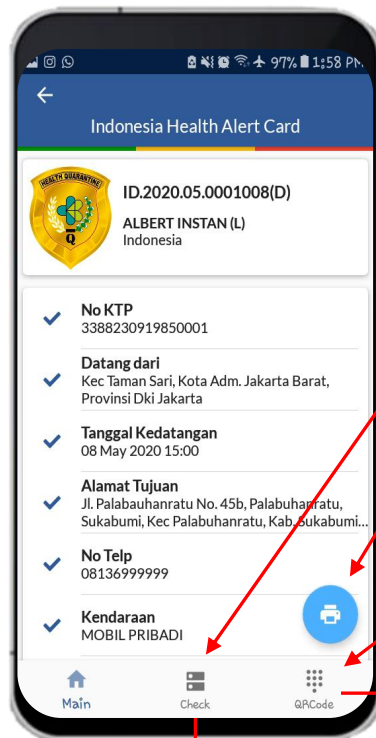 97% 1:58 PM
Indonesia Health Alert Card
HEALTH QUARANTINE
Q
ID.2020.05.0001008(D)
ALBERT INSTAN (L)
Indonesia
No KTP
3388230919850001
Datang dari
Kec Taman Sari, Kota Adm. Jakarta Barat,
Provinsi Dki Jakarta
Tanggal Kedatangan
08 May 2020 15:00
Alamat Tujuan
Jl. Palabauhanratu No. 45b, Palabuhanratu,
Sukabumi, Kec Palabuhanratu, Kab. Sukabumi...
No Telp
08136999999
Kendaraan
MOBIL PRIBADI
Main Check QRCode